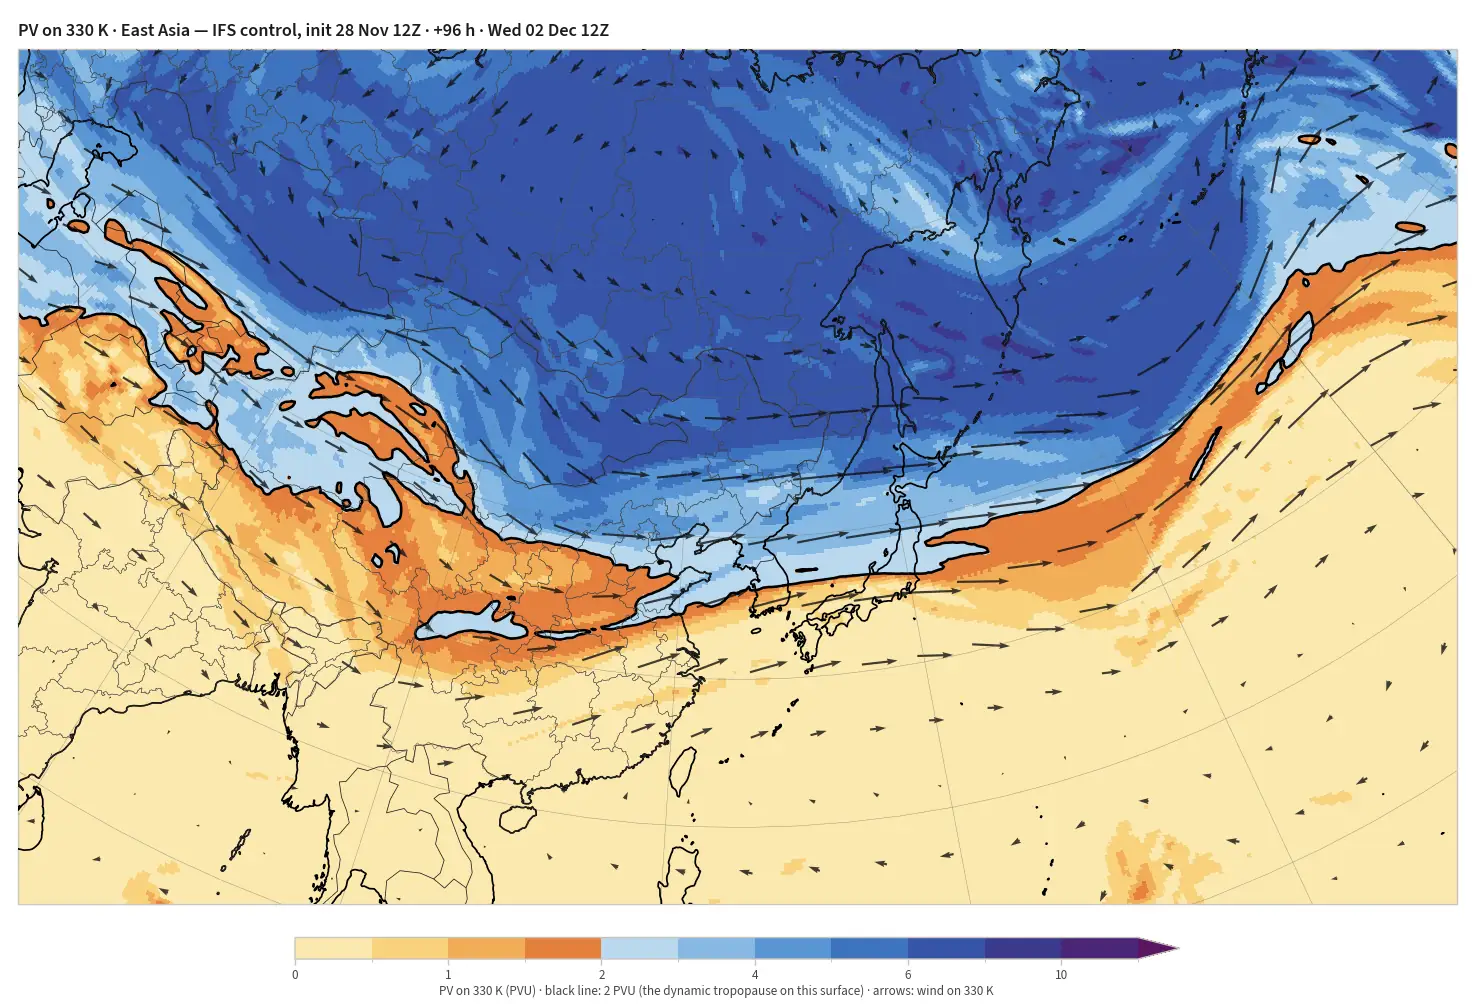 PV on 330 K · East Asia — IFS control, init 28 Nov 12Z · +96 h · Wed 02 Dec 12Z
0 1 2 4 6 10
PV on 330 K (PVU) · black line: 2 PVU (the dynamic tropopause on this surface) · arrows: wind on 330 K